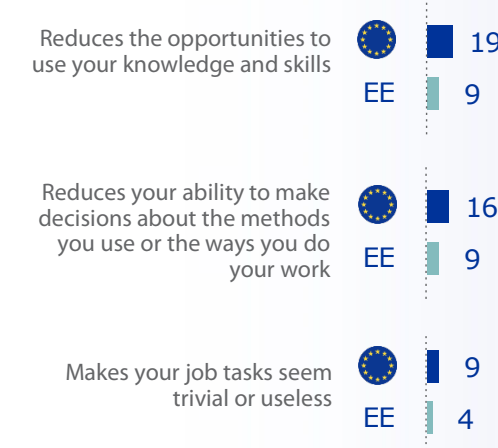 Reduces the opportunities to
use your knowledge and skills
19
EE 9
Reduces your ability to make
decisions about the methods
you use or the ways you do
your work
16
EE 9
Makes your job tasks seem
trivial or useless
9
EE 4